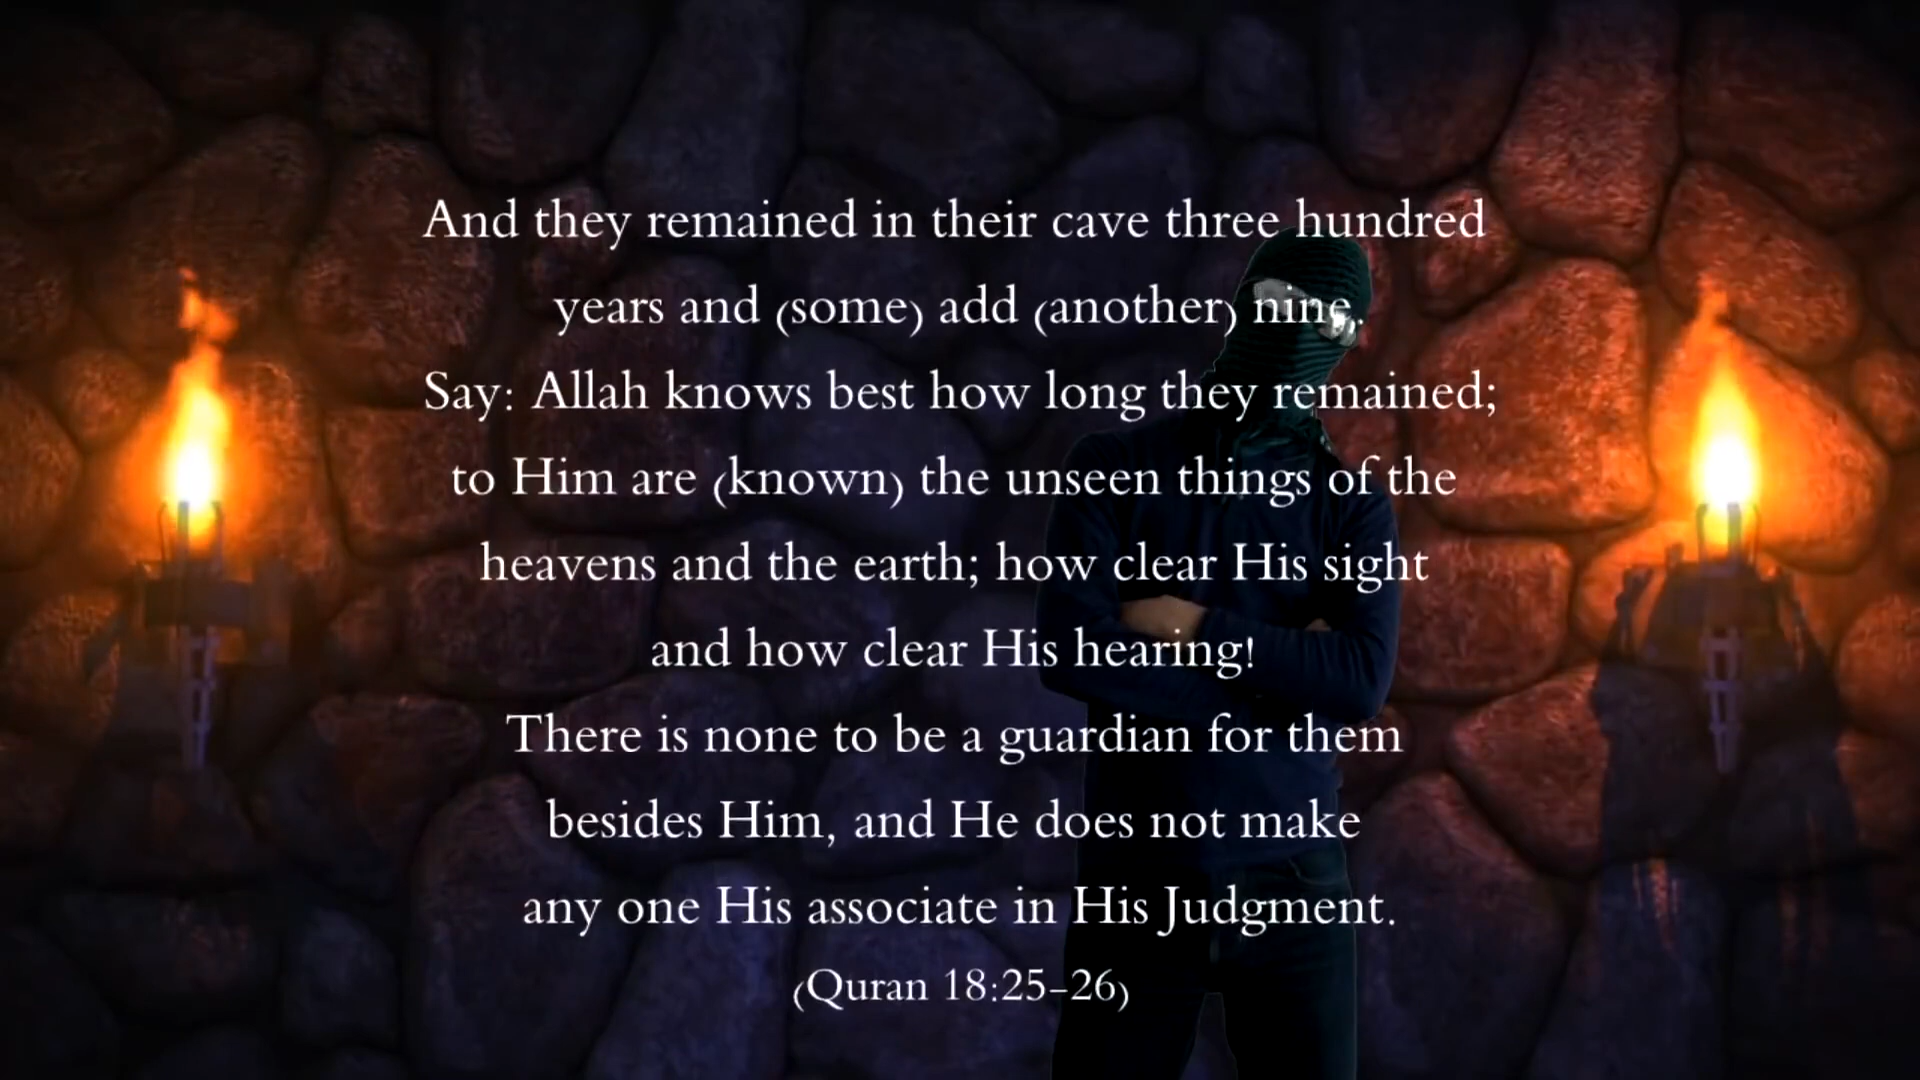 And they remained in their cave three hundred
years and (some) add (another) nine.
Say: Allah knows best how long they remained;
to Him are (known) the unseen things of the
heavens and the earth; how clear His sight
and how clear His hearing!
There is none to be a guardian for them
besides Him, and He does not make
any one His associate in His Judgment.
(Quran 18:25-26)